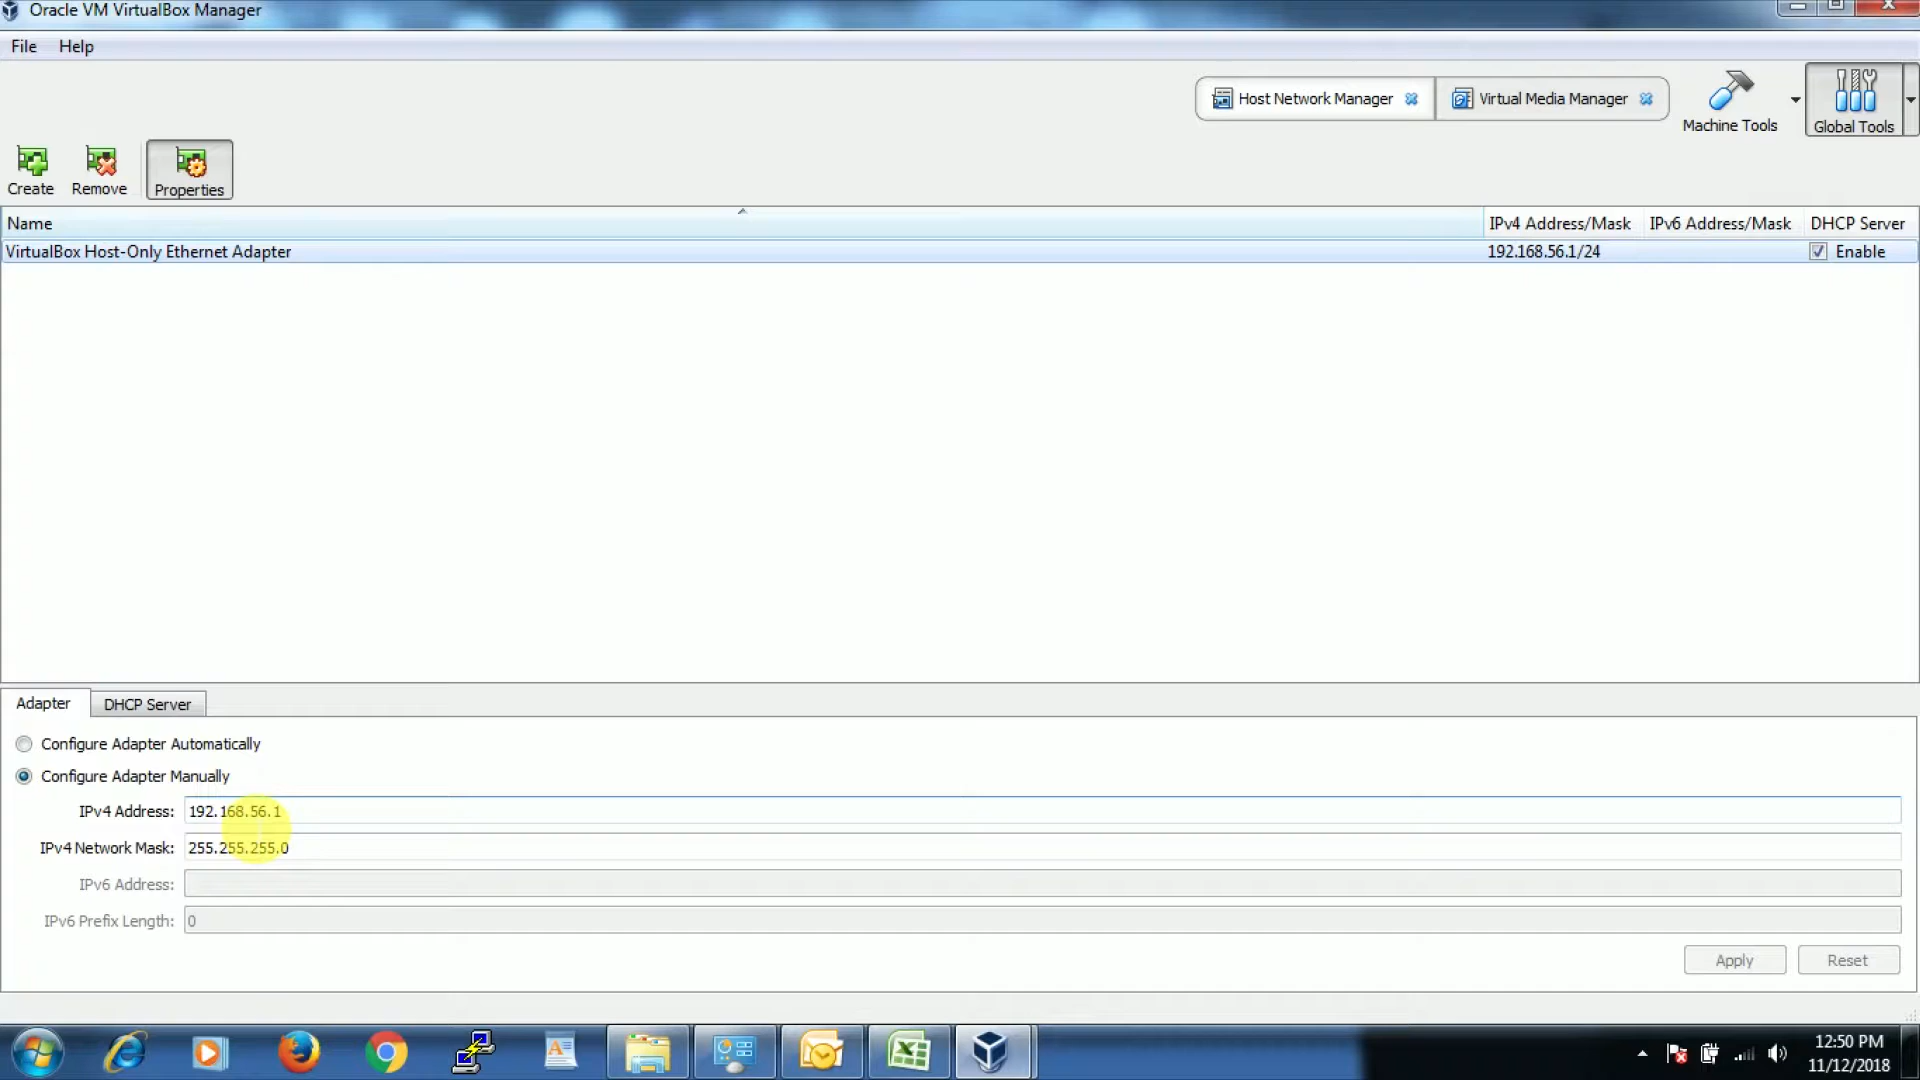 Oracle VM VirtualBox Manager
File Help
Host Network Manager
Virtual Media Manager
Machine Tools
Global Tools
Create Remove Properties
Name IPv4 Address/Mask IPv6 Address/Mask DHCP Server
VirtualBox Host-Only Ethernet Adapter 192.168.56.1/24 Enable
Adapter DHCP Server
Configure Adapter Automatically
Configure Adapter Manually
IPv4 Address: 192.168.56.1
IPv4 Network Mask: 255.255.255.0
IPv6 Address:
IPv6 Prefix Length: 0
Apply Reset
12:50 PM
11/12/2018